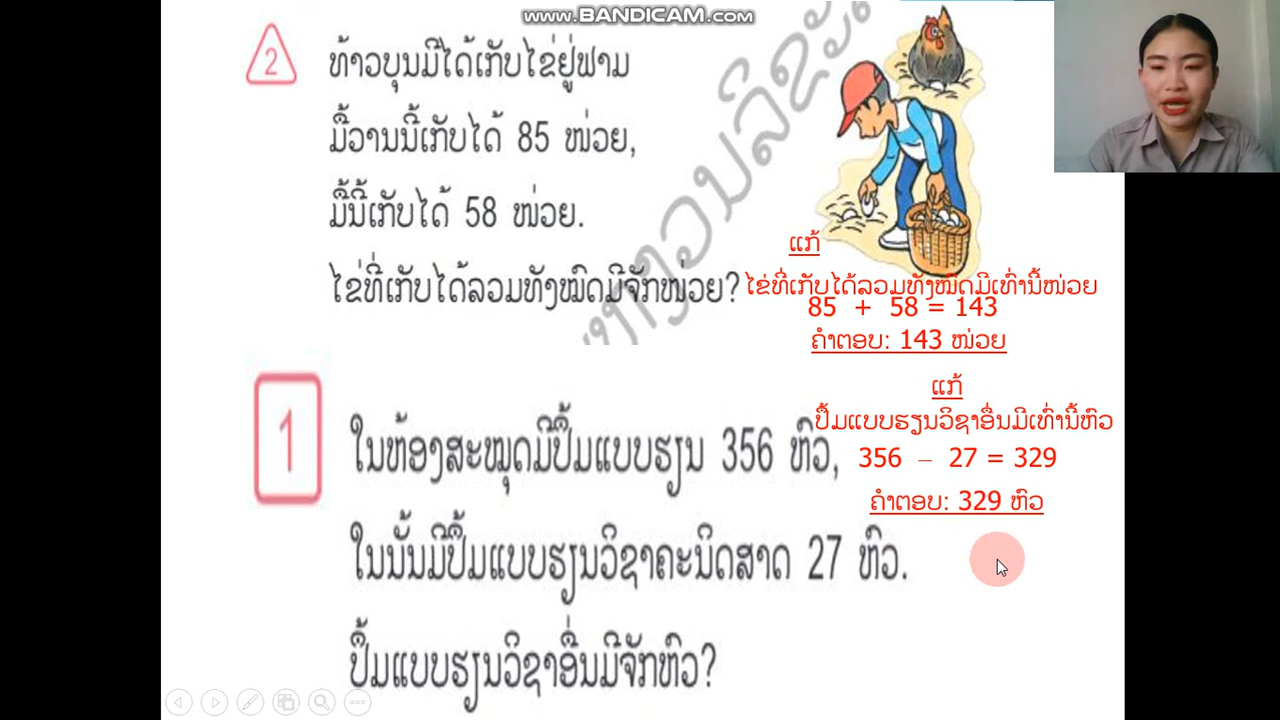 www.BANDICAM.com
2
ທ້າວບຸນມີໄດ້ເກັບໄຂ່ຢູ່ຟາມ
ມື້ວານນີ້ເກັບໄດ້ 85 ໜ່ວຍ,
ມື້ນີ້ເກັບໄດ້ 58 ໜ່ວຍ.
ໄຂ່ທີ່ເກັບໄດ້ລວມທັງໝົດມີຈັກໜ່ວຍ?
ແກ້
ໄຂ່ທີ່ເກັບໄດ້ລວມທັງໝົດມີເທົ່ານີ້ໜ່ວຍ
85 + 58 = 143
ຄໍາຕອບ: 143 ໜ່ວຍ
1
ໃນຫ້ອງສະໝຸດມີປຶ້ມແບບຮຽນ 356 ຫົວ,
ໃນນັ້ນມີປຶ້ມແບບຮຽນວິຊາຄະນິດສາດ 27 ຫົວ.
ປຶ້ມແບບຮຽນວິຊາອື່ນມີຈັກຫົວ?
ແກ້
ປຶ້ມແບບຮຽນວິຊາອື່ນມີເທົ່ານີ້ຫົວ
356 – 27 = 329
ຄໍາຕອບ: 329 ຫົວ